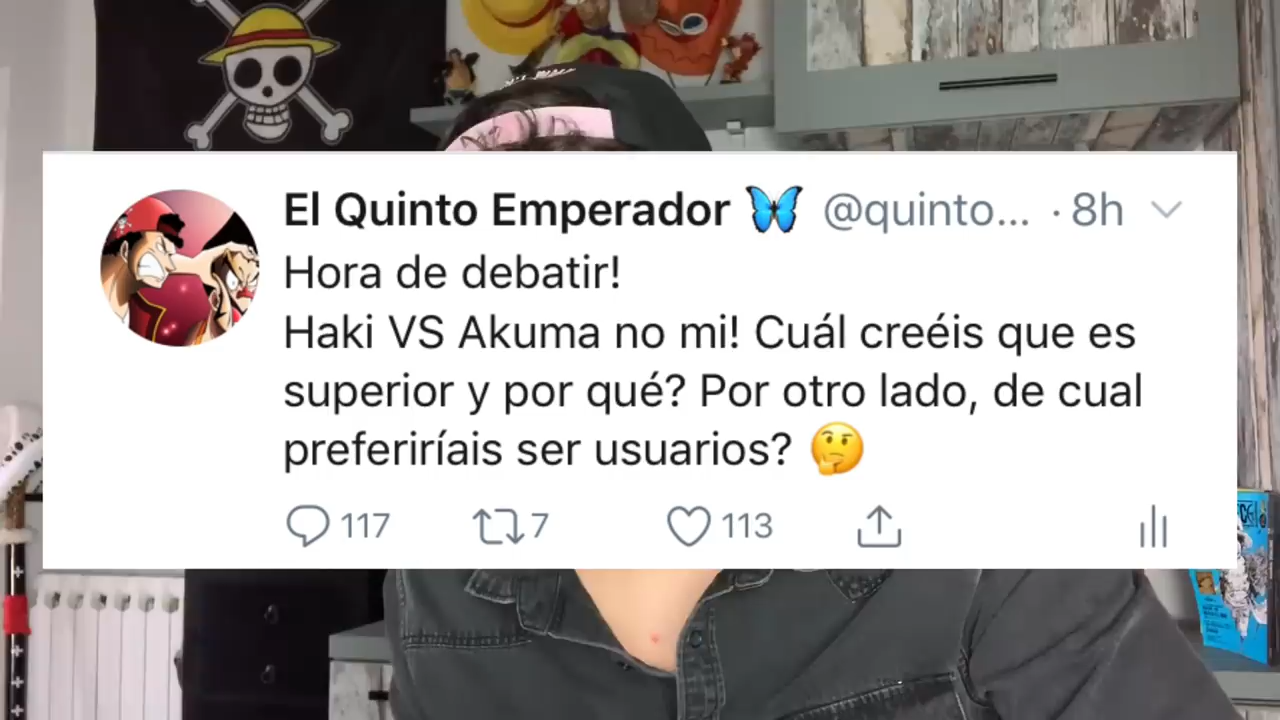 El Quinto Emperador 🦋 @quinto... · 8h
Hora de debatir!
Haki VS Akuma no mi! Cuál creéis que es
superior y por qué? Por otro lado, de cual
preferiríais ser usuarios? 🤔
117 7 113